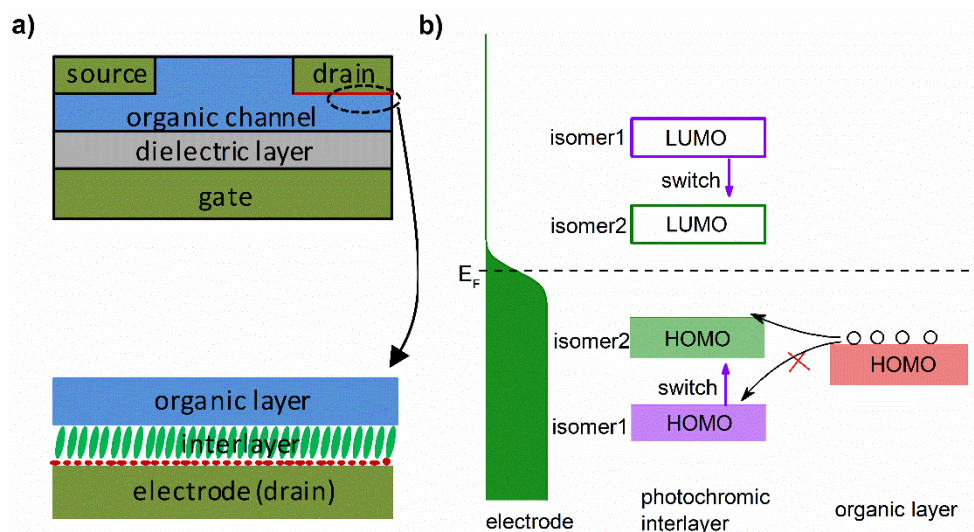 a)
source
drain
organic channel
dielectric layer
gate
organic layer
interlayer
electrode (drain)
b)
isomer1
LUMO
switch
isomer2
LUMO
E_F
isomer2
HOMO
HOMO
switch
isomer1
HOMO
electrode
photochromic
interlayer
organic layer